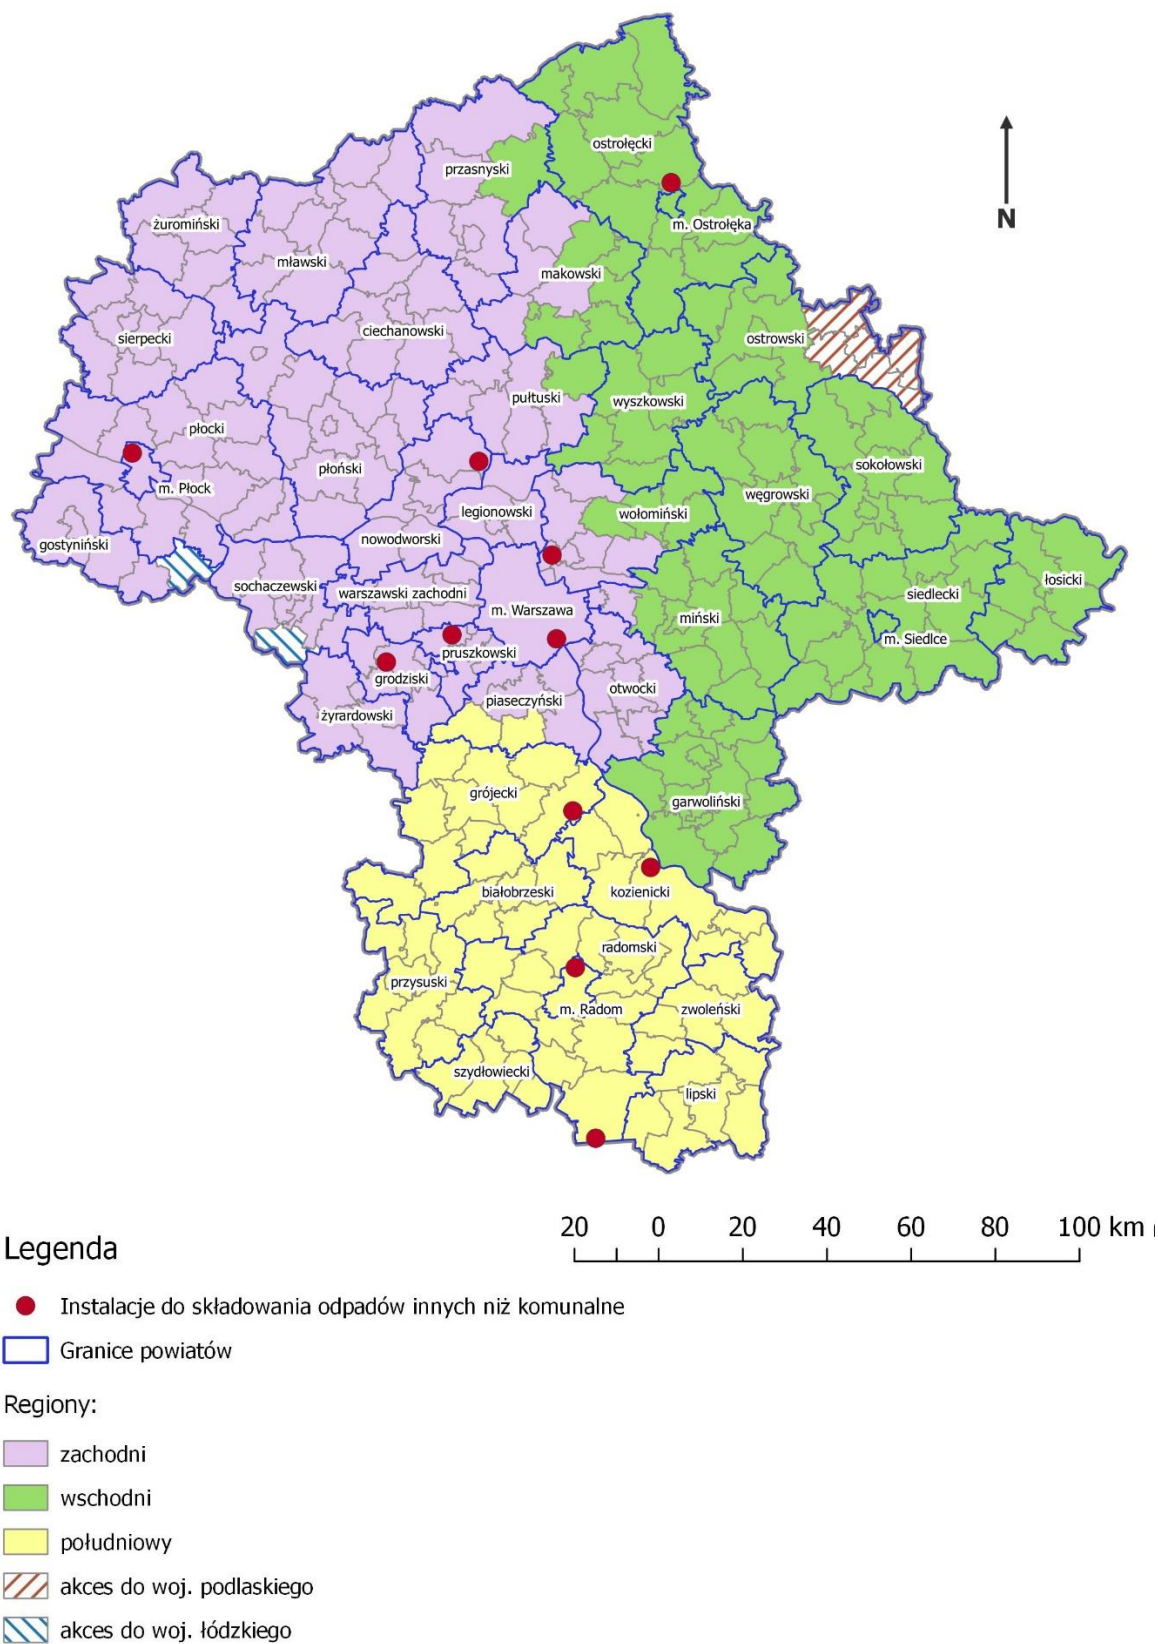 ostrołęcki
przasnyski
N
żuromiński
m. Ostrołęka
mławski
makowski
ciechanowski
sierpecki
ostrowski
pułtuski
wyszkowski
płocki
sokołowski
płoński
m. Płock
węgrowski
legionowski
wołomiński
nowodworski
gostyniński
łosicki
sochaczewski
warszawski zachodni
siedlecki
m. Warszawa
miński
m. Siedlce
pruszkowski
grodziski
otwocki
piaseczyński
żyrardowski
grójecki
garwoliński
białobrzeski
kozienicki
radomski
przysuski
m. Radom
zwoleński
szydłowiecki
lipski
20 0 20 40 60 80 100 km
Legenda
Instalacje do składowania odpadów innych niż komunalne
Granice powiatów
Regiony:
zachodni
wschodni
południowy
akces do woj. podlaskiego
akces do woj. łódzkiego